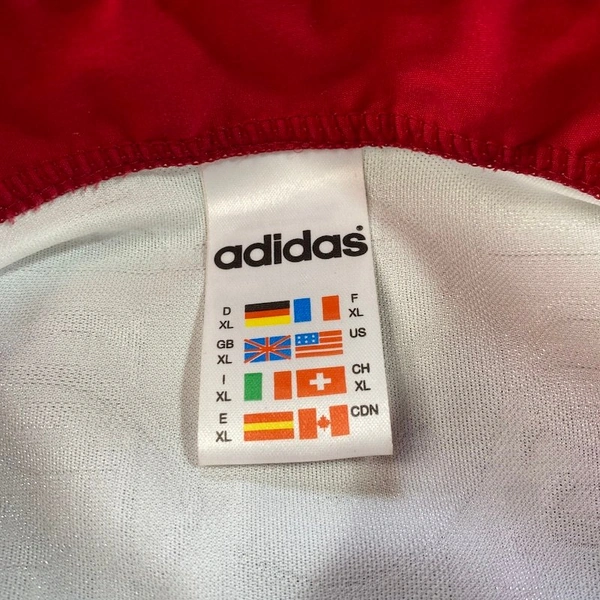 adidas
D XL F XL
GB XL US
I XL CH XL
E XL CDN